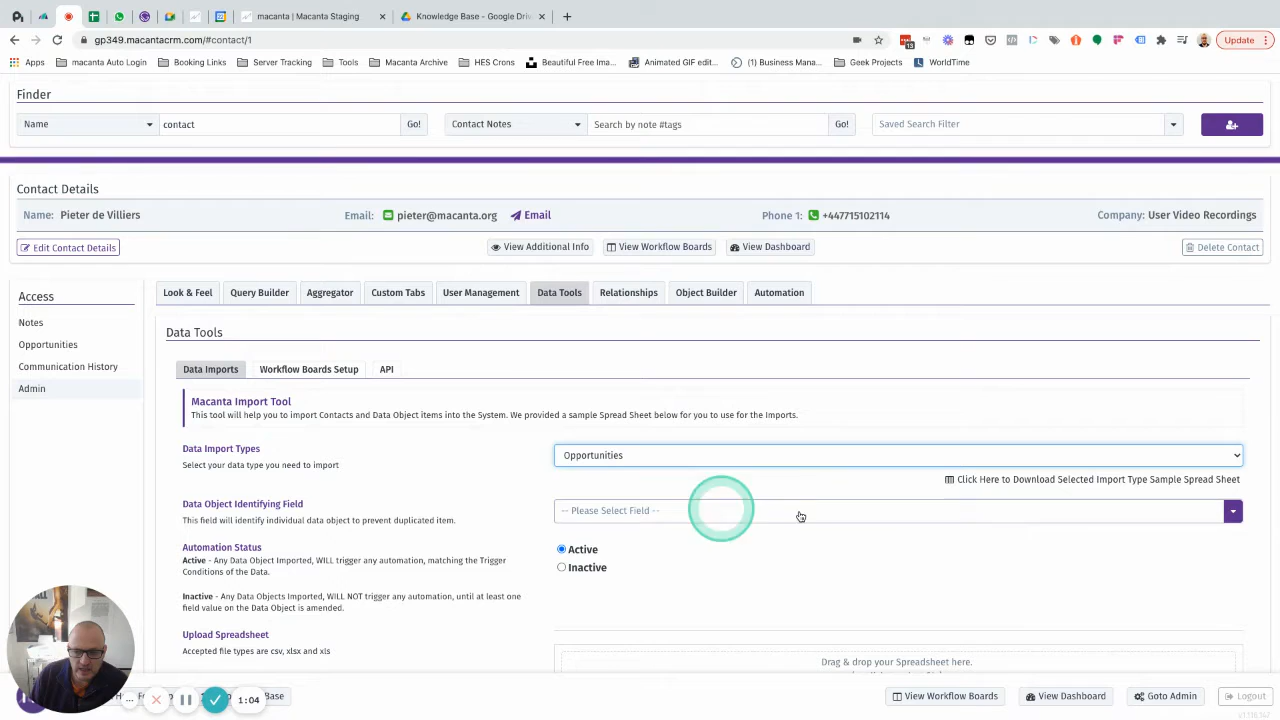 macanta | Macanta Staging
Knowledge Base - Google Dri
gp349.macantacrm.com/#contact/1
13
Update
Apps
macanta Auto Login
Booking Links
Server Tracking
Tools
Macanta Archive
HES Crons
Beautiful Free Ima...
Animated GIF edit...
(1) Business Mana...
Geek Projects
WorldTime
Finder
Name
contact
Go!
Contact Notes
Search by note #tags
Go!
Saved Search Filter
Contact Details
Name: Pieter de Villiers
Email: pieter@macanta.org
Email
Phone 1: +447715102114
Company: User Video Recordings
Edit Contact Details
View Additional Info
View Workflow Boards
View Dashboard
Delete Contact
Access
Notes
Opportunities
Communication History
Admin
Look & Feel
Query Builder
Aggregator
Custom Tabs
User Management
Data Tools
Relationships
Object Builder
Automation
Data Tools
Data Imports
Workflow Boards Setup
API
Macanta Import Tool
This tool will help you to import Contacts and Data Object items into the System. We provided a sample Spread Sheet below for you to use for the Imports.
Data Import Types
Select your data type you need to import
Opportunities
Click Here to Download Selected Import Type Sample Spread Sheet
Data Object Identifying Field
This field will identify individual data object to prevent duplicated item.
-- Please Select Field --
Automation Status
Active - Any Data Object Imported, WILL trigger any automation, matching the Trigger
Conditions of the Data.
Inactive - Any Data Objects Imported, WILL NOT trigger any automation, until at least one
field value on the Data Object is amended.
Active
Inactive
Upload Spreadsheet
Accepted file types are csv, xlsx and xls
Drag & drop your Spreadsheet here.
1:04
Base
View Workflow Boards
View Dashboard
Goto Admin
Logout